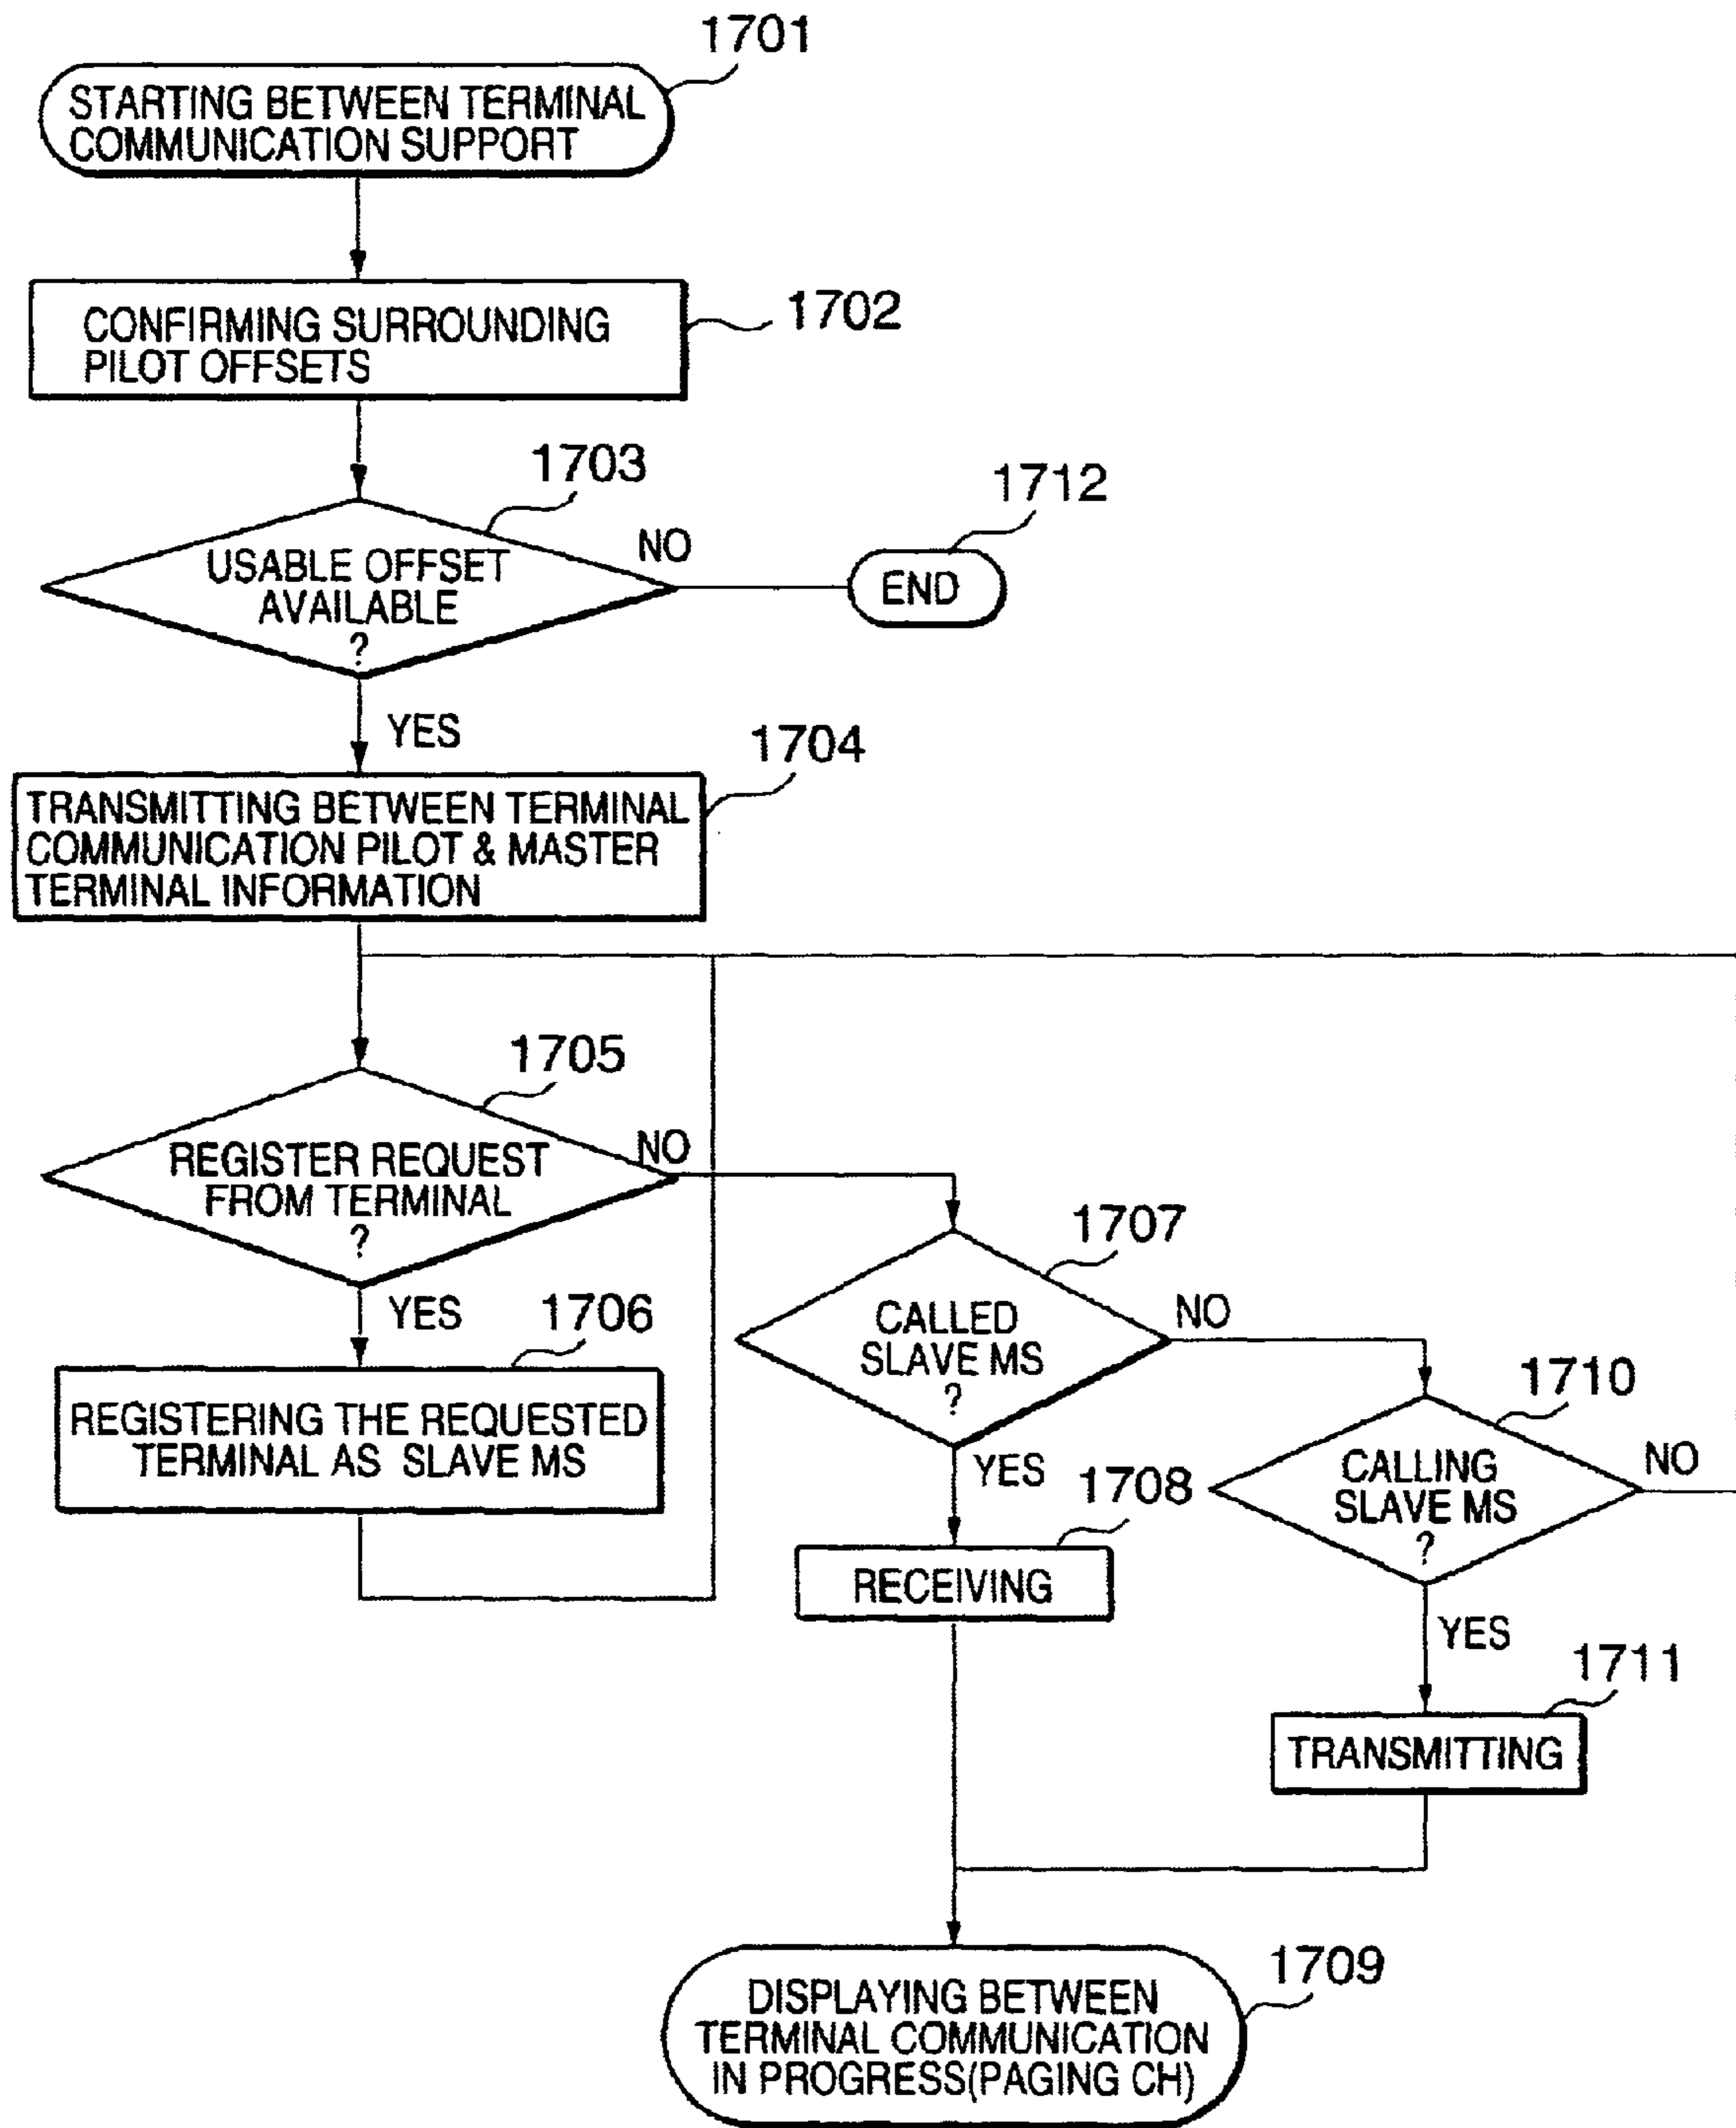 1701
STARTING BETWEEN TERMINAL
COMMUNICATION SUPPORT
1702
CONFIRMING SURROUNDING
PILOT OFFSETS
1703
USABLE OFFSET
AVAILABLE
?
NO
1712
END
YES
1704
TRANSMITTING BETWEEN TERMINAL
COMMUNICATION PILOT & MASTER
TERMINAL INFORMATION
1705
REGISTER REQUEST
FROM TERMINAL
?
NO
YES
1706
REGISTERING THE REQUESTED
TERMINAL AS SLAVE MS
1707
CALLED
SLAVE MS
?
NO
YES
1708
RECEIVING
1710
CALLING
SLAVE MS
?
NO
YES
1711
TRANSMITTING
1709
DISPLAYING BETWEEN
TERMINAL COMMUNICATION
IN PROGRESS(PAGING CH)